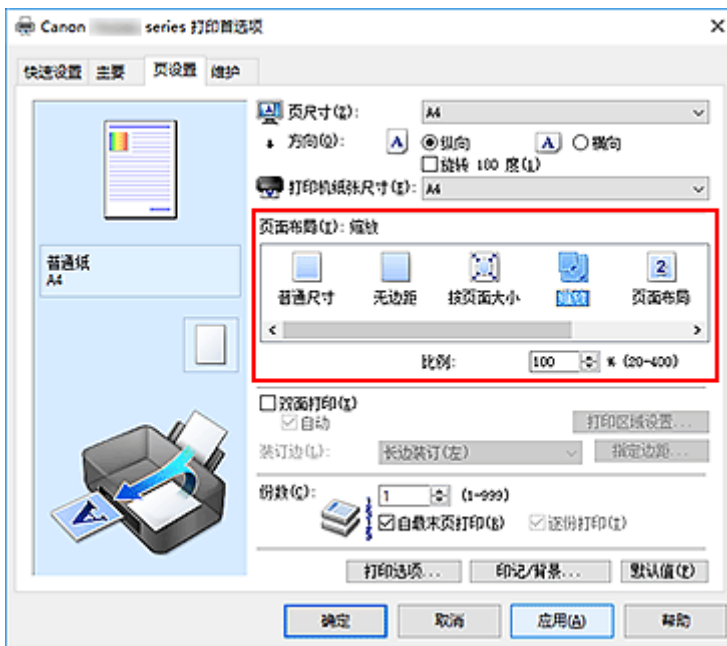 Canon series 打印首选项
快速设置 主要 页设置 维护
页尺寸(Z): A4
方向(O): A 纵向 A 横向
旋转 180 度(L)
打印机纸张尺寸(E): A4
页面布局(I): 缩放
普通尺寸 无边距 按页面大小 缩放 页面布局
比例: 100 % (20-400)
普通纸
A4
双面打印(X)
自动 打印区域设置...
装订边(L): 长边装订(左) 指定边距...
份数(C): 1 (1-999)
自最末页打印(B) 逐份打印(T)
打印选项... 印记/背景... 默认值(F)
确定 取消 应用(A) 帮助